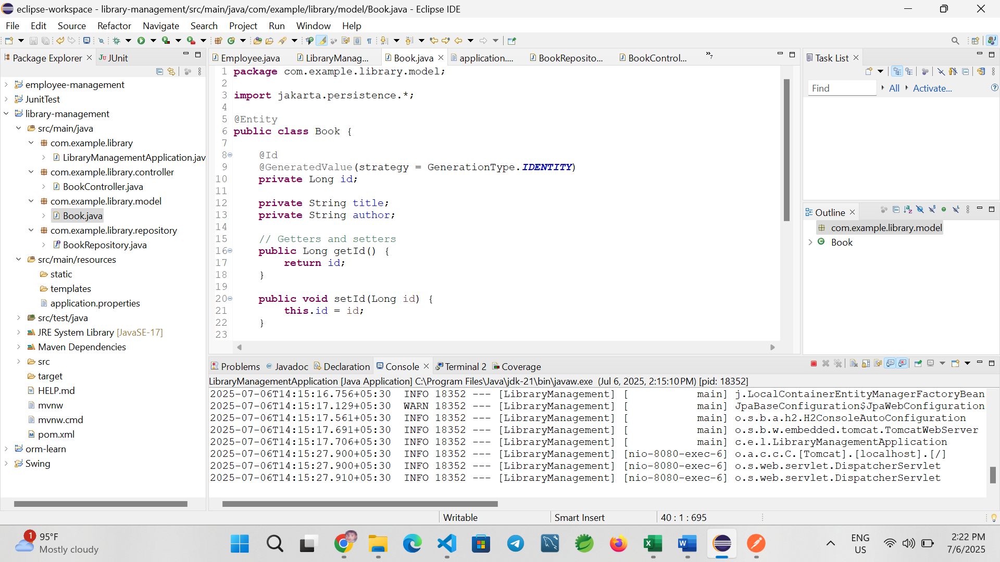 eclipse-workspace - library-management/src/main/java/com/example/library/model/Book.java - Eclipse IDE
File Edit Source Refactor Navigate Search Project Run Window Help
Package Explorer
JUnit
employee-management
JunitTest
library-management
src/main/java
com.example.library
LibraryManagementApplication.jav
com.example.library.controller
BookController.java
com.example.library.model
Book.java
com.example.library.repository
BookRepository.java
src/main/resources
static
templates
application.properties
src/test/java
JRE System Library [JavaSE-17]
Maven Dependencies
src
target
HELP.md
mvnw
mvnw.cmd
pom.xml
orm-learn
Swing
Employee.java LibraryManag... Book.java application.... BookReposito... BookControl... »7
1 package com.example.library.model;
2
3 import jakarta.persistence.*;
4
5 @Entity
6 public class Book {
7
8 @Id
9 @GeneratedValue(strategy = GenerationType.IDENTITY)
10 private Long id;
11
12 private String title;
13 private String author;
14
15 // Getters and setters
16 public Long getId() {
17 return id;
18 }
19
20 public void setId(Long id) {
21 this.id = id;
22 }
23
Task List
Find All Activate...
Outline
com.example.library.model
Book
Problems Javadoc Declaration Console Terminal 2 Coverage
LibraryManagementApplication [Java Application] C:\Program Files\Java\jdk-21\bin\javaw.exe (Jul 6, 2025, 2:15:10 PM) [pid: 18352]
2025-07-06T14:15:16.756+05:30 INFO 18352 --- [LibraryManagement] [ main] j.LocalContainerEntityManagerFactoryBean
2025-07-06T14:15:17.129+05:30 WARN 18352 --- [LibraryManagement] [ main] JpaBaseConfiguration$JpaWebConfiguration
2025-07-06T14:15:17.561+05:30 INFO 18352 --- [LibraryManagement] [ main] o.s.b.a.h2.H2ConsoleAutoConfiguration
2025-07-06T14:15:17.691+05:30 INFO 18352 --- [LibraryManagement] [ main] o.s.b.w.embedded.tomcat.TomcatWebServer
2025-07-06T14:15:17.706+05:30 INFO 18352 --- [LibraryManagement] [ main] c.e.l.LibraryManagementApplication
2025-07-06T14:15:27.900+05:30 INFO 18352 --- [LibraryManagement] [nio-8080-exec-6] o.a.c.c.C.[Tomcat].[localhost].[/]
2025-07-06T14:15:27.900+05:30 INFO 18352 --- [LibraryManagement] [nio-8080-exec-6] o.s.web.servlet.DispatcherServlet
2025-07-06T14:15:27.910+05:30 INFO 18352 --- [LibraryManagement] [nio-8080-exec-6] o.s.web.servlet.DispatcherServlet
Writable Smart Insert 40 : 1 : 695
1
95°F
Mostly cloudy
ENG
US
2:22 PM
7/6/2025